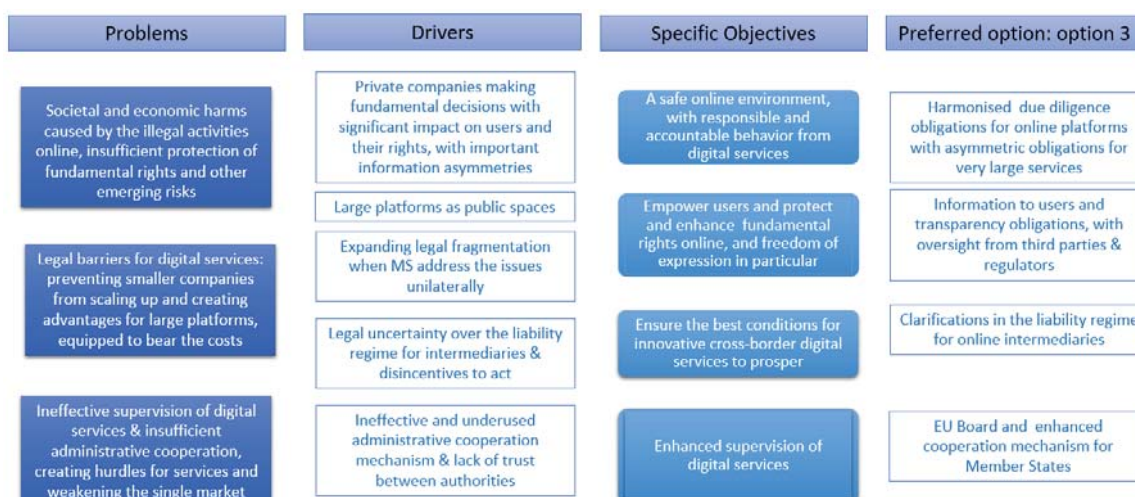 Problems
Societal and economic harms
caused by the illegal activities
online, insufficient protection of
fundamental rights and other
emerging risks
Legal barriers for digital services:
preventing smaller companies
from scaling up and creating
advantages for large platforms,
equipped to bear the costs
Ineffective supervision of digital
services & insufficient
administrative cooperation,
creating hurdles for services and
weakening the single market
Drivers
Private companies making
fundamental decisions with
significant impact on users and
their rights, with important
information asymmetries
Large platforms as public spaces
Expanding legal fragmentation
when MS address the issues
unilaterally
Legal uncertainty over the liability
regime for intermediaries &
disincentives to act
Ineffective and underused
administrative cooperation
mechanism & lack of trust
between authorities
Specific Objectives
A safe online environment,
with responsible and
accountable behavior from
digital services
Empower users and protect
and enhance fundamental
rights online, and freedom of
expression in particular
Ensure the best conditions for
innovative cross-border digital
services to prosper
Enhanced supervision of
digital services
Preferred option: option 3
Harmonised due diligence
obligations for online platforms
with asymmetric obligations for
very large services
Information to users and
transparency obligations, with
oversight from third parties &
regulators
Clarifications in the liability regime
for online intermediaries
EU Board and enhanced
cooperation mechanism for
Member States